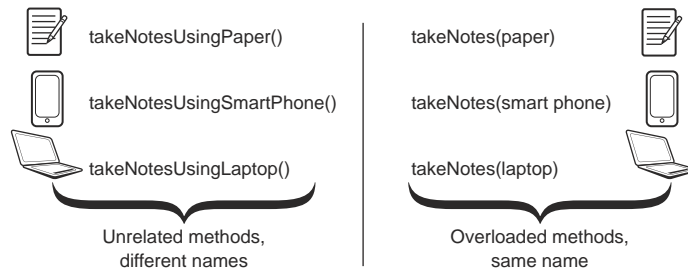 takeNotesUsingPaper()
takeNotesUsingSmartPhone()
takeNotesUsingLaptop()
Unrelated methods,
different names
takeNotes(paper)
takeNotes(smart phone)
takeNotes(laptop)
Overloaded methods,
same name